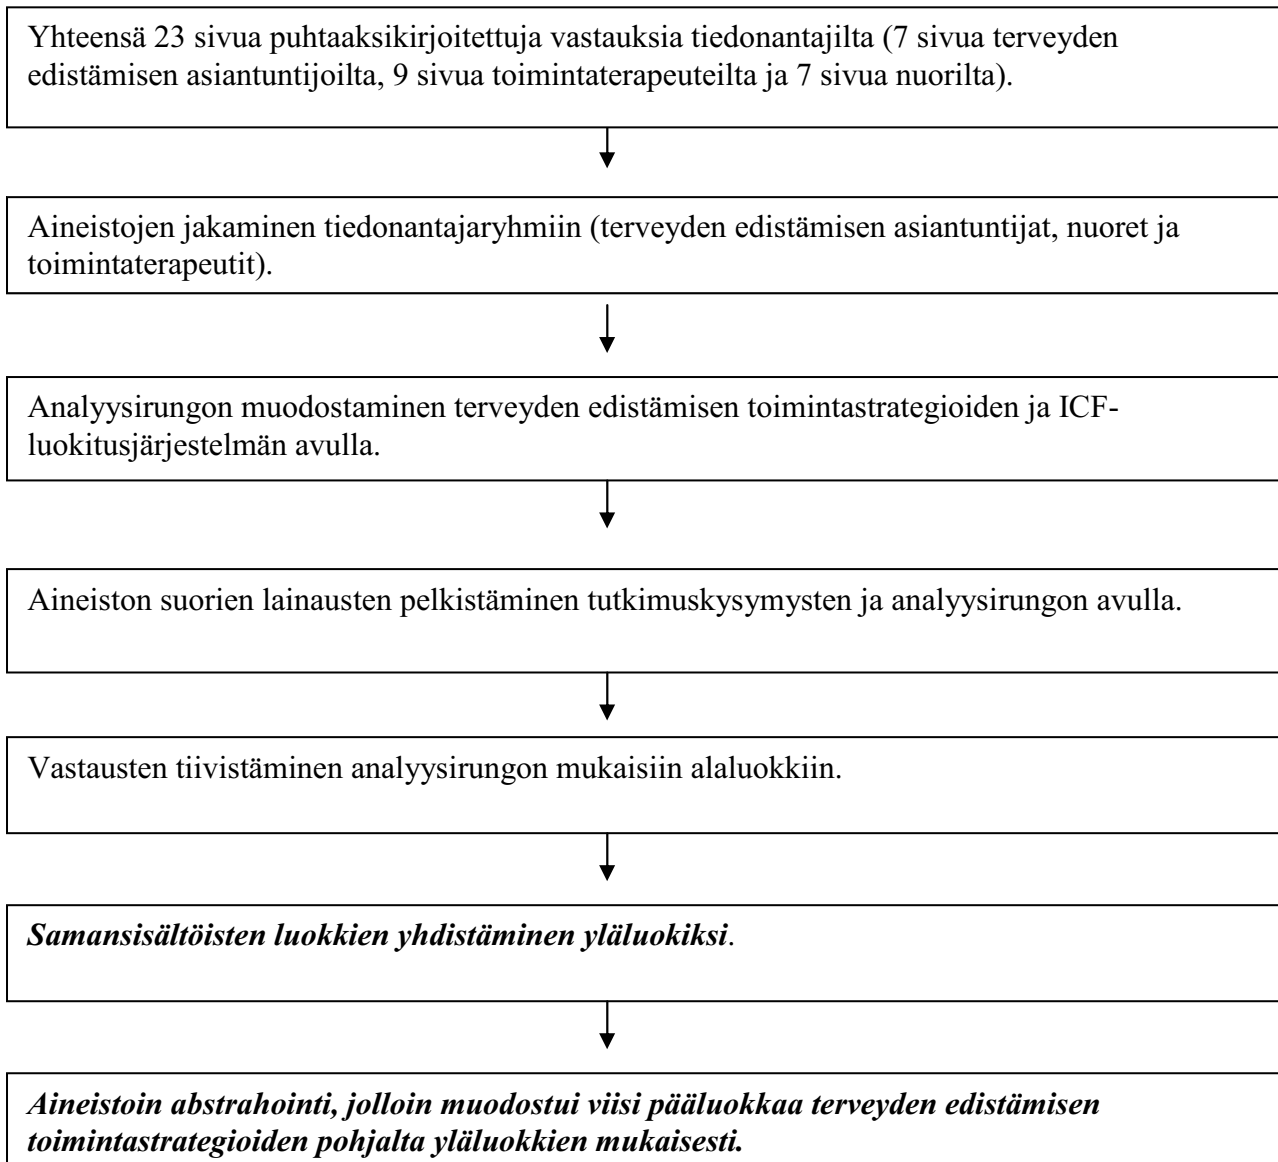 Yhteensä 23 sivua puhtaaksikirjoitettuja vastauksia tiedonantajilta (7 sivua terveyden
edistämisen asiantuntijoilta, 9 sivua toimintaterapeuteilta ja 7 sivua nuorilta).
Aineistojen jakaminen tiedonantajaryhmiin (terveyden edistämisen asiantuntijat, nuoret ja
toimintaterapeutit).
Analyysirungon muodostaminen terveyden edistämisen toimintastrategioiden ja ICF-
luokitusjärjestelmän avulla.
Aineiston suorien lainausten pelkistäminen tutkimuskysymysten ja analyysirungon avulla.
Vastausten tiivistäminen analyysirungon mukaisiin alaluokkiin.
Samansisältöisten luokkien yhdistäminen yläluokiksi.
Aineistoin abstrahointi, jolloin muodostui viisi pääluokkaa terveyden edistämisen
toimintastrategioiden pohjalta yläluokkien mukaisesti.